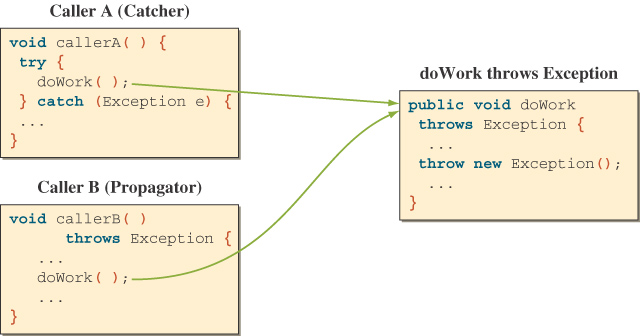 Caller A (Catcher)
void callerA( ) {
try {
doWork( );
} catch (Exception e) {
...
}
doWork throws Exception
public void doWork
throws Exception {
...
throw new Exception();
...
}
Caller B (Propagator)
void callerB( )
throws Exception {
...
doWork( );
...
}